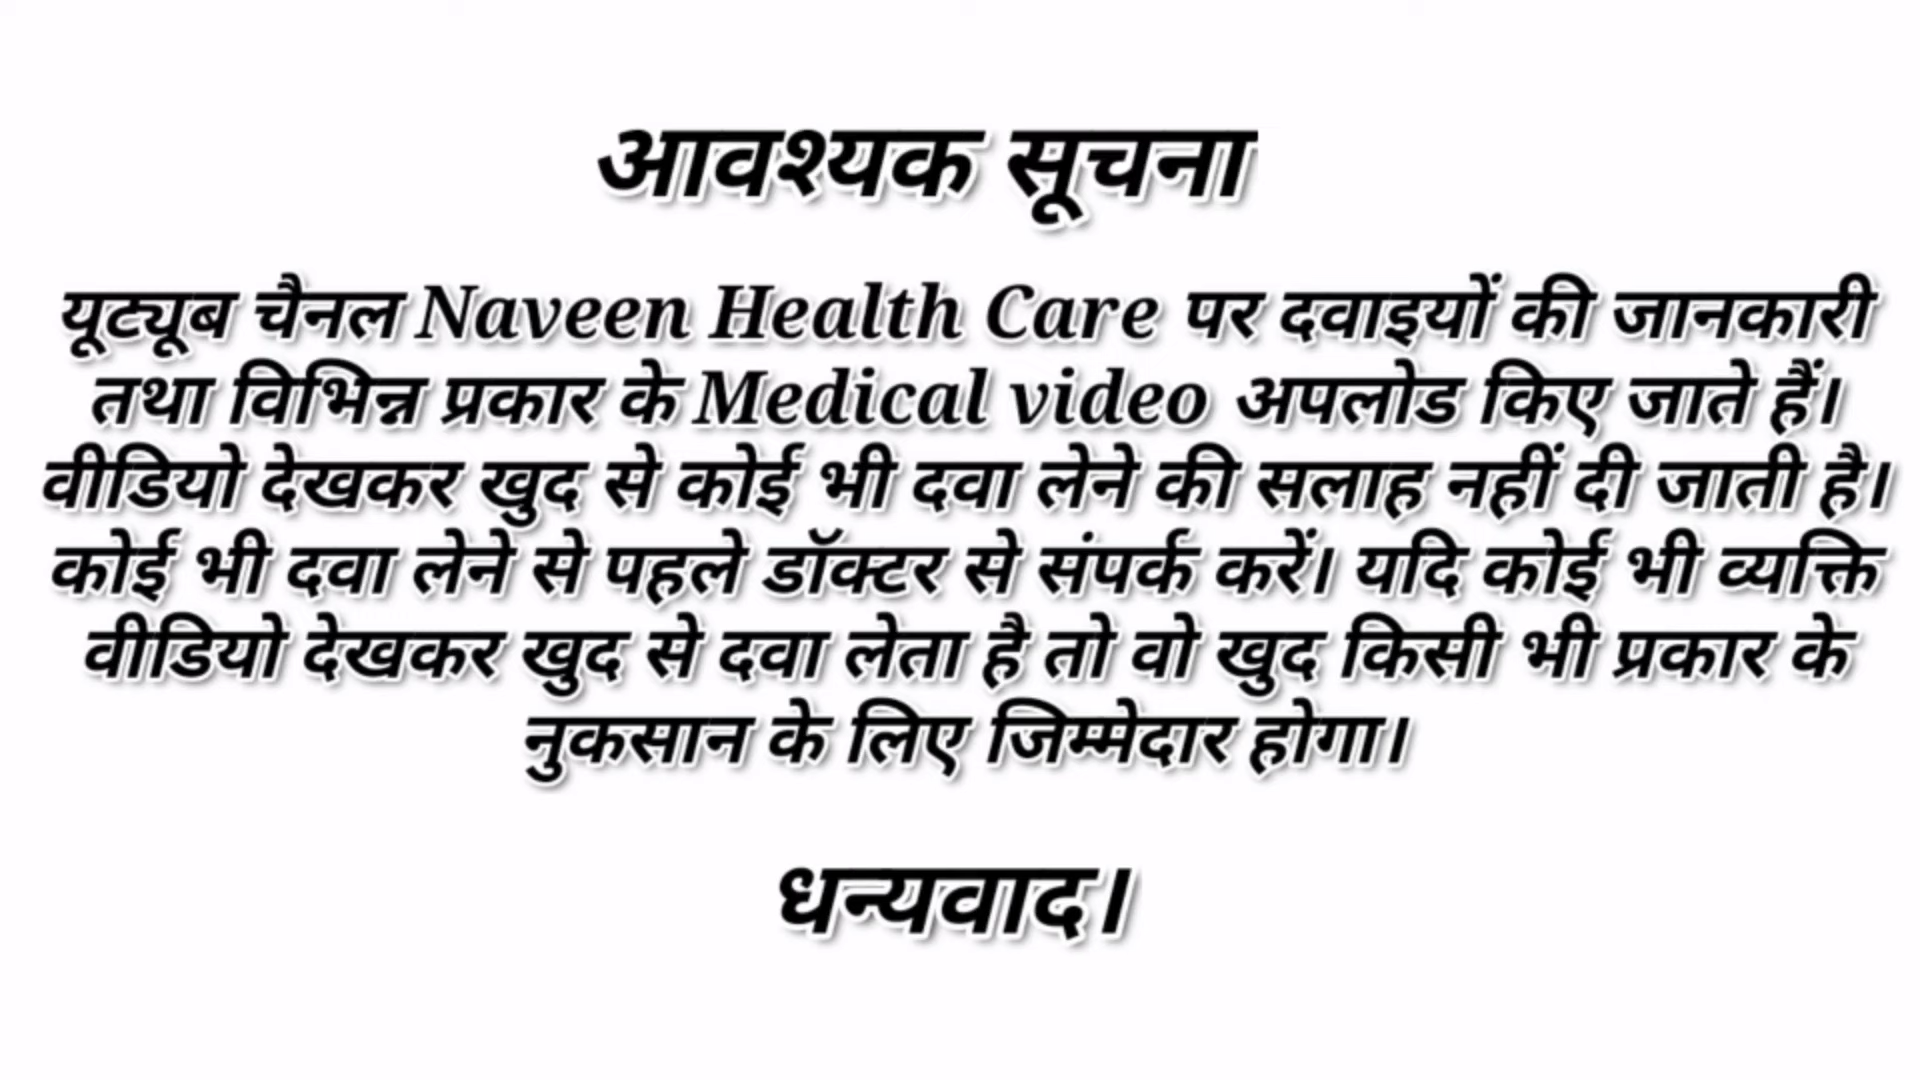 आवश्यक सूचना
यूट्यूब चैनल Naveen Health Care पर दवाइयों की जानकारी
तथा विभिन्न प्रकार के Medical video अपलोड किए जाते हैं।
वीडियो देखकर खुद से कोई भी दवा लेने की सलाह नहीं दी जाती है।
कोई भी दवा लेने से पहले डॉक्टर से संपर्क करें। यदि कोई भी व्यक्ति
वीडियो देखकर खुद से दवा लेता है तो वो खुद किसी भी प्रकार के
नुकसान के लिए जिम्मेदार होगा।
धन्यवाद।